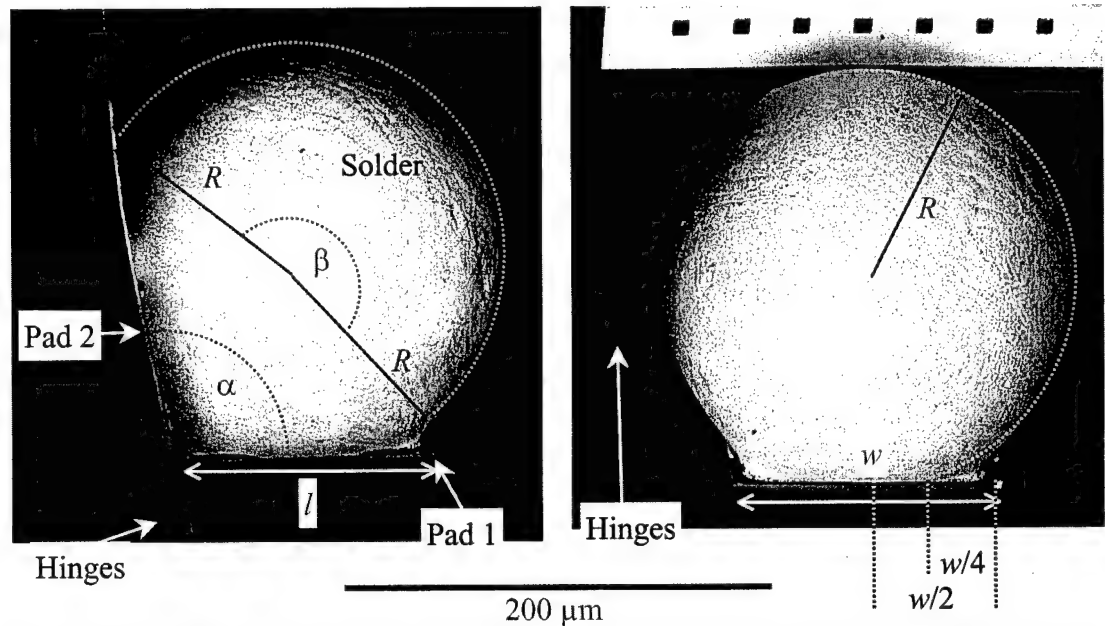 Solder
R
R
β
Pad 2
R
α
w
l
Pad 1
Hinges
Hinges
w/4
w/2
200 μm